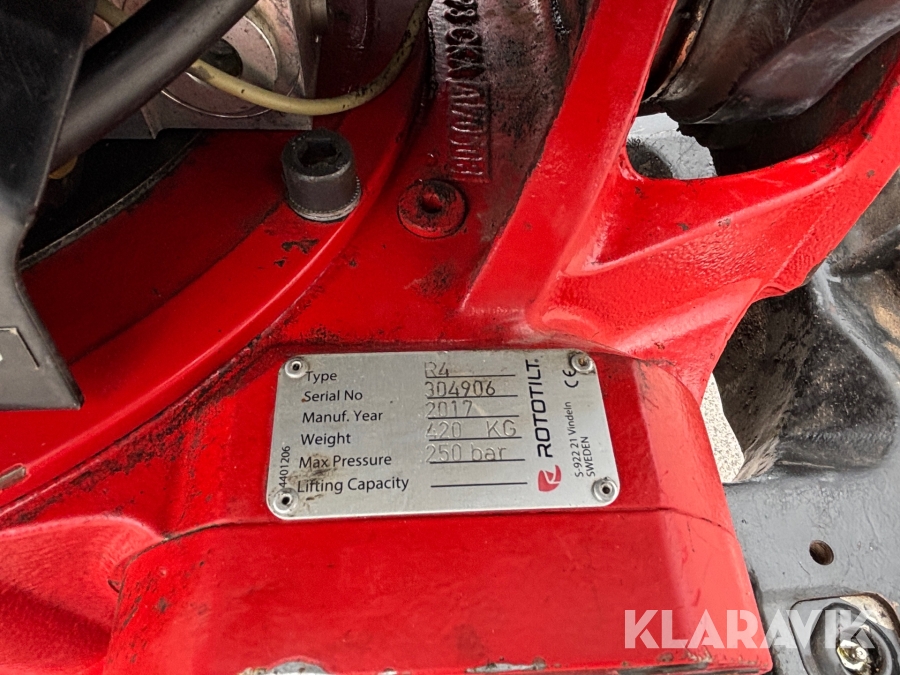 Type R4
Serial No 304906
Manuf. Year 2017
Weight 420 KG
Max Pressure 250 bar
Lifting Capacity
4401206
ROTOTILT®
CE
S-922 21 Vindeln
SWEDEN
KLARAVIK